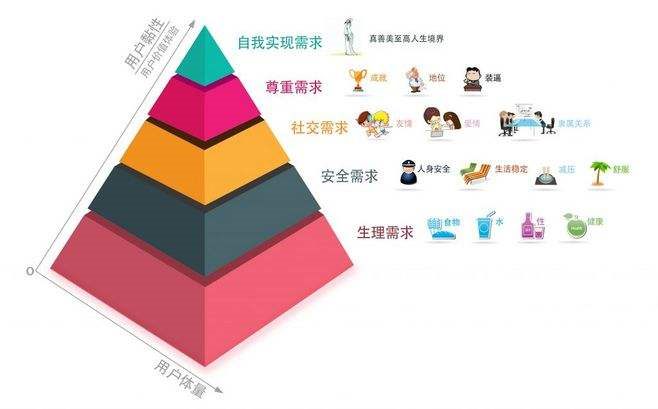 用户黏性
用户价值体验
自我实现需求
真善美至高人生境界
尊重需求
成就
地位
装逼
社交需求
友情
爱情
隶属关系
安全需求
人身安全
生活稳定
减压
舒服
生理需求
食物
水
性
健康
Health
O
用户体量